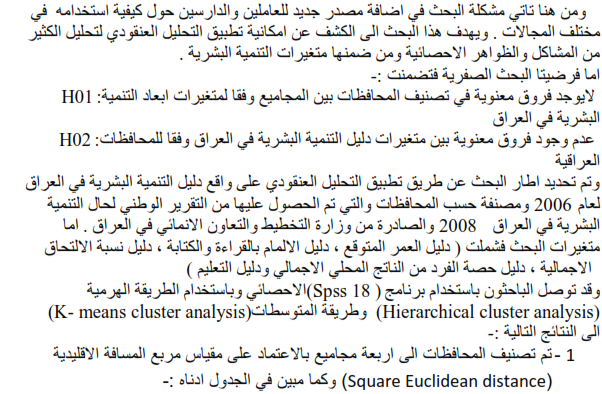 ومن هنا تاتي مشكلة البحث في اضافة مصدر جديد للعاملين والدارسين حول كيفية استخدامه في
مختلف المجالات . ويهدف هذا البحث الى الكشف عن امكانية تطبيق التحليل العنقودي لتحليل الكثير
من المشاكل والظواهر الاحصائية ومن ضمنها متغيرات التنمية البشرية .
اما فرضيتا البحث الصفرية فتضمنت :-
لايوجد فروق معنوية في تصنيف المحافظات بين المجاميع وفقا لمتغيرات ابعاد التنمية: H01
البشرية في العراق
عدم وجود فروق معنوية بين متغيرات دليل التنمية البشرية في العراق وفقا للمحافظات: H02
العراقية
وتم تحديد اطار البحث عن طريق تطبيق التحليل العنقودي على واقع دليل التنمية البشرية في العراق
لعام 2006 ومصنفة حسب المحافظات والتي تم الحصول عليها من التقرير الوطني لحال التنمية
البشرية في العراق 2008 والصادرة من وزارة التخطيط والتعاون الانمائي في العراق . اما
متغيرات البحث فشملت ( دليل العمر المتوقع ، دليل الالمام بالقراءة والكتابة ، دليل نسبة الالتحاق
الاجمالية ، دليل حصة الفرد من الناتج المحلي الاجمالي ودليل التعليم )
وقد توصل الباحثون باستخدام برنامج ( Spss 18)الاحصائي وباستخدام الطريقة الهرمية
(Hierarchical cluster analysis) وطريقة المتوسطات(K- means cluster analysis)
الى النتائج التالية :-
1 - تم تصنيف المحافظات الى اربعة مجاميع بالاعتماد على مقياس مربع المسافة الاقليدية
(Square Euclidean distance) وكما مبين في الجدول ادناه :-